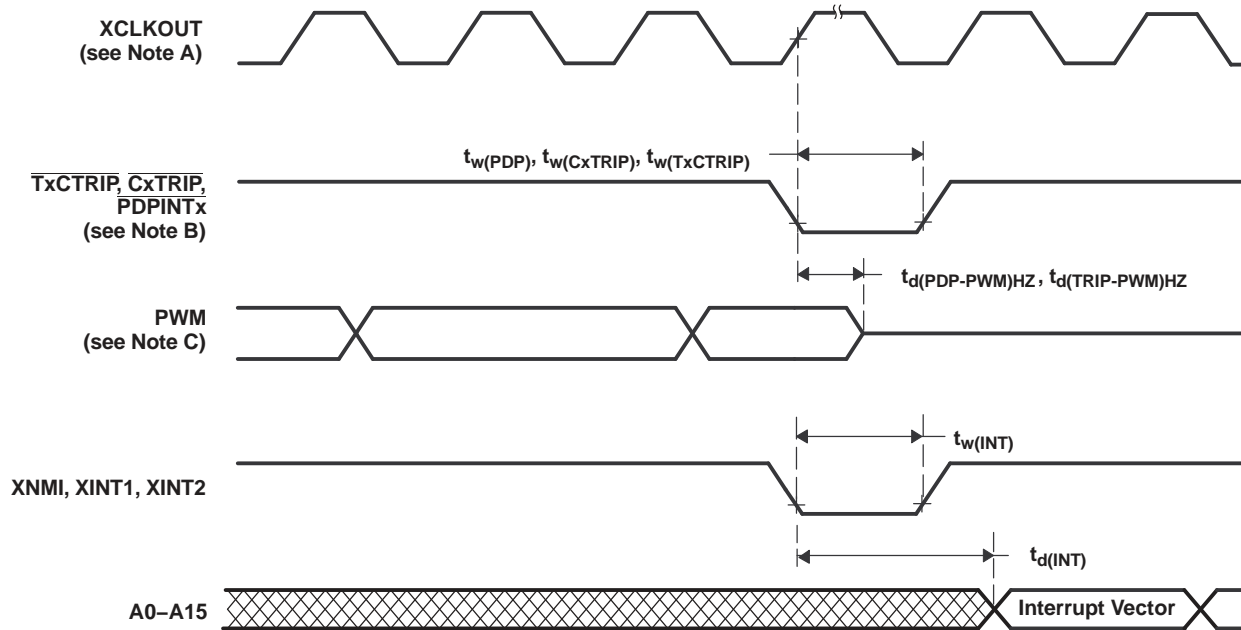 XCLKOUT
(see Note A)
tw(PDP), tw(CxTRIP), tw(TxCTRIP)
TxCTRIP, CxTRIP,
PDPINTx
(see Note B)
td(PDP-PWM)HZ, td(TRIP-PWM)HZ
PWM
(see Note C)
tw(INT)
XNMI, XINT1, XINT2
td(INT)
A0–A15
Interrupt Vector